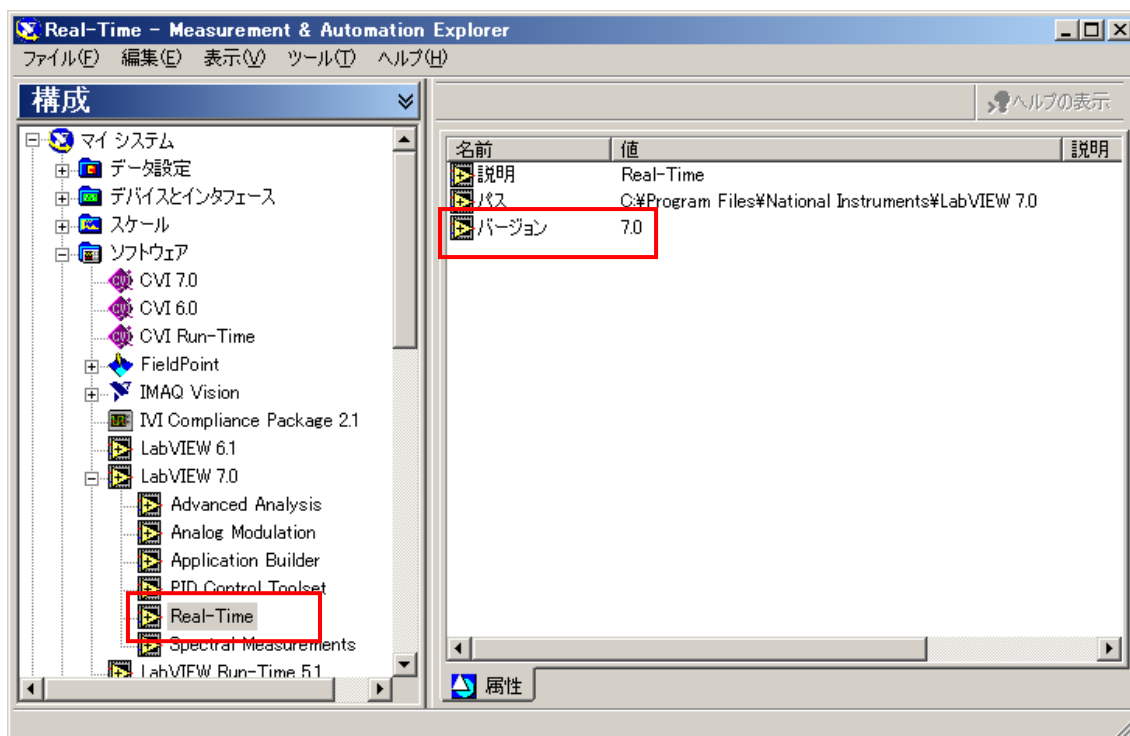 Real-Time - Measurement & Automation Explorer
ファイル(F) 編集(E) 表示(V) ツール(T) ヘルプ(H)
構成
マイ システム
データ設定
デバイスとインタフェース
スケール
ソフトウェア
CVI 7.0
CVI 6.0
CVI Run-Time
FieldPoint
IMAQ Vision
IVI Compliance Package 2.1
LabVIEW 6.1
LabVIEW 7.0
Advanced Analysis
Analog Modulation
Application Builder
PID Control Toolset
Real-Time
Spectral Measurements
LabVIEW Run-Time 5.1
ヘルプの表示
名前 値 説明
説明 Real-Time
パス C:¥Program Files¥National Instruments¥LabVIEW 7.0
バージョン 7.0
属性